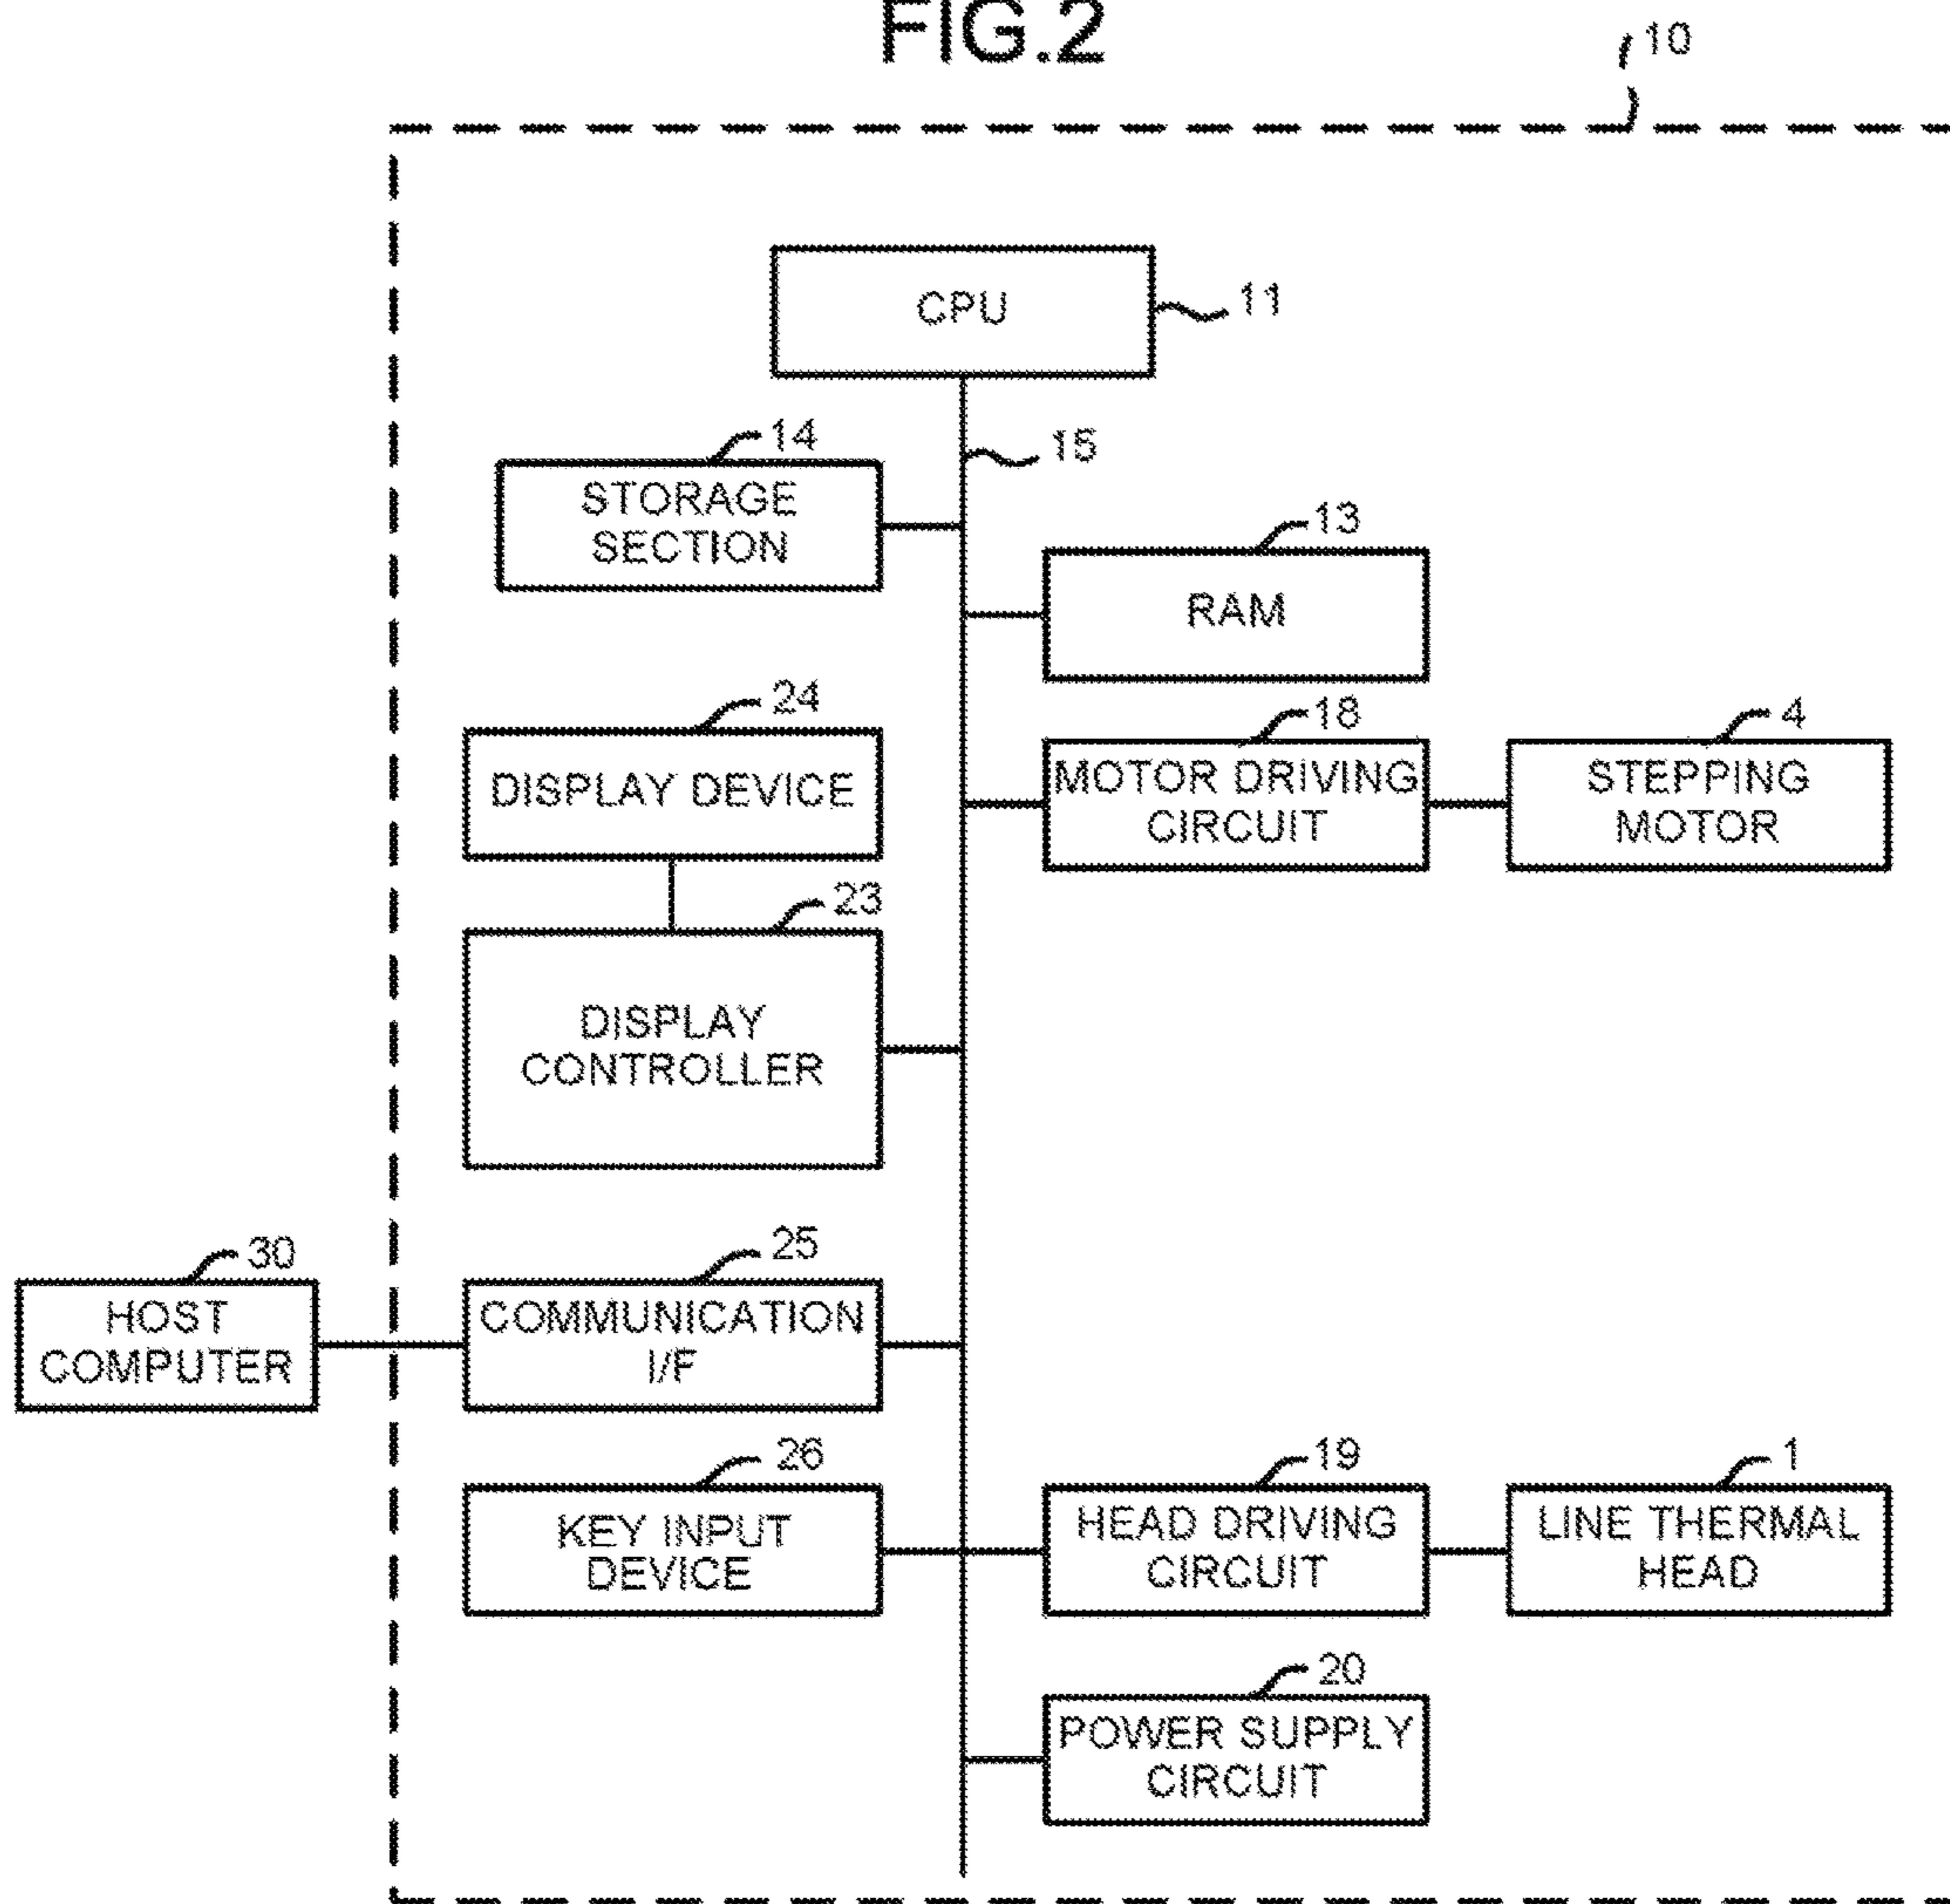 FIG.2
10
CPU
11
14
15
STORAGE
SECTION
13
RAM
24
18
4
DISPLAY DEVICE
MOTOR DRIVING
CIRCUIT
STEPPING
MOTOR
23
DISPLAY
CONTROLLER
30
25
HOST
COMPUTER
COMMUNICATION
I/F
26
19
1
KEY INPUT
DEVICE
HEAD DRIVING
CIRCUIT
LINE THERMAL
HEAD
20
POWER SUPPLY
CIRCUIT